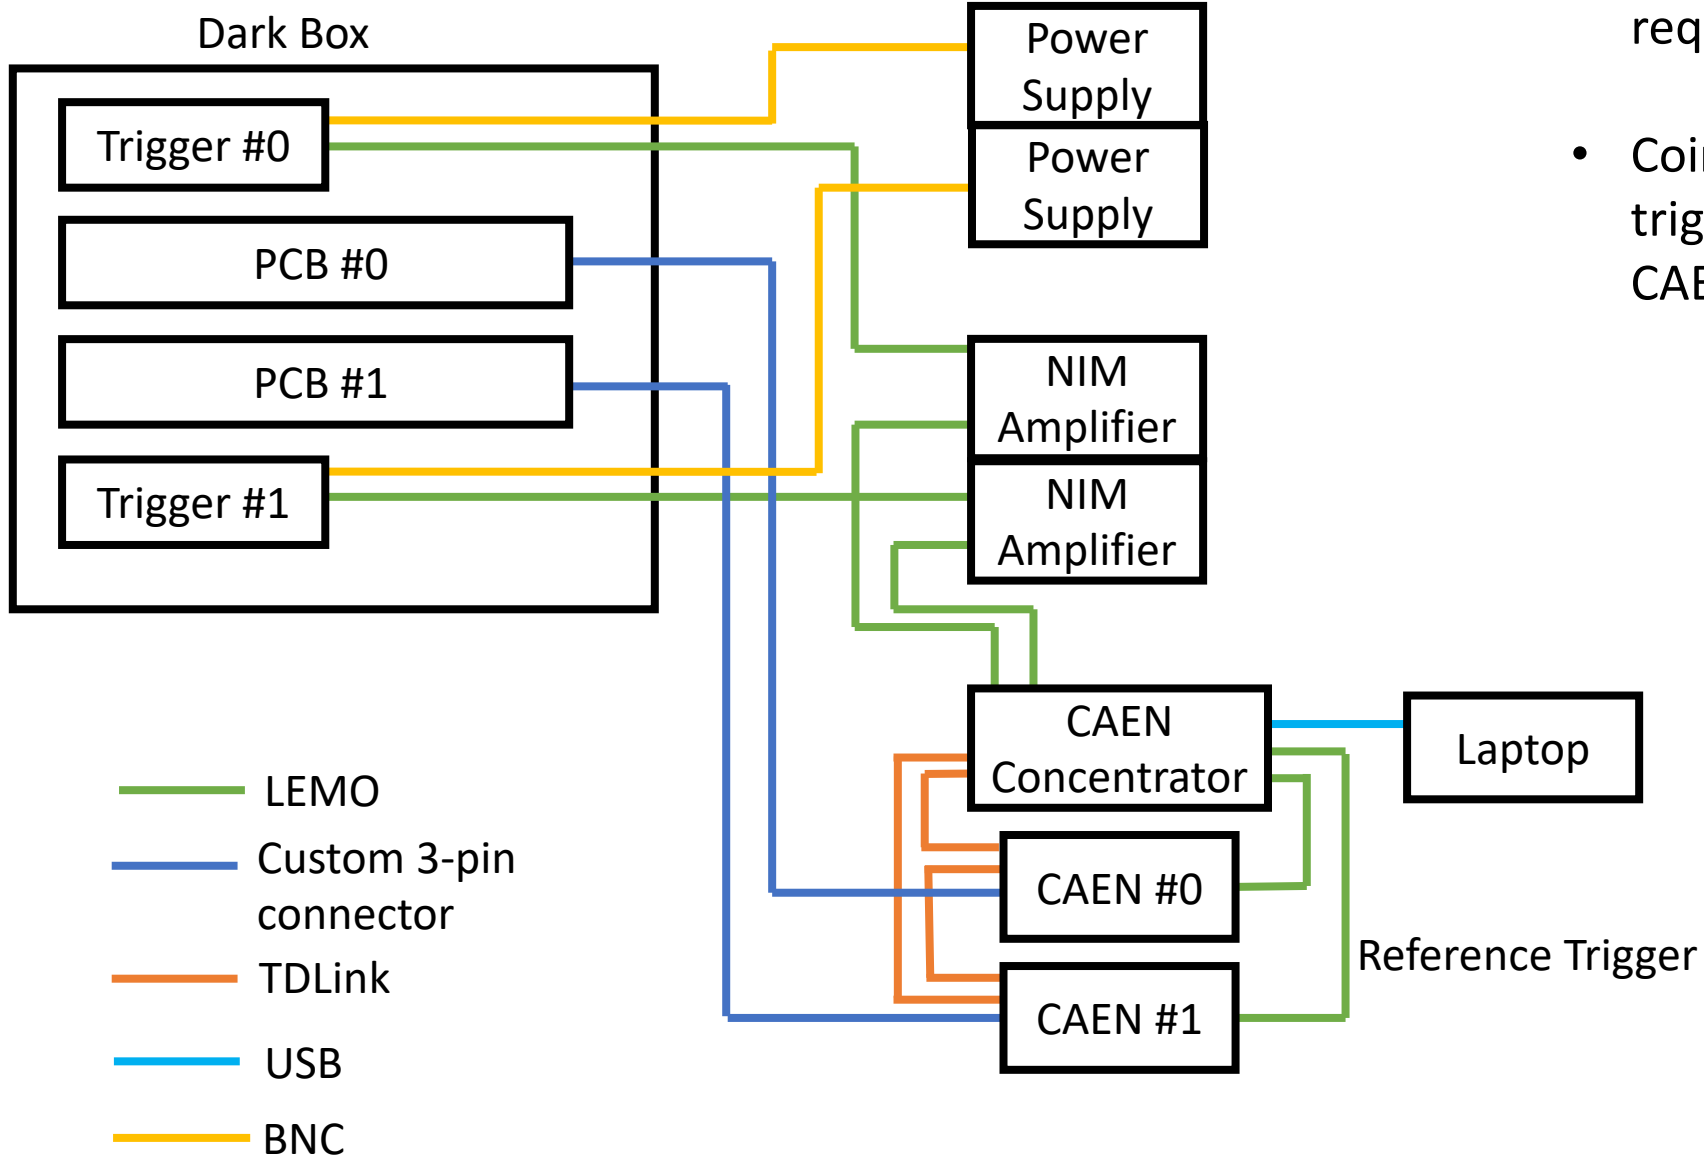 Dark Box
Trigger #0
PCB #0
PCB #1
Trigger #1
Power
Supply
Power
Supply
NIM
Amplifier
NIM
Amplifier
CAEN
Concentrator
Laptop
CAEN #0
CAEN #1
Reference Trigger
LEMO
Custom 3-pin
connector
TDLink
USB
BNC